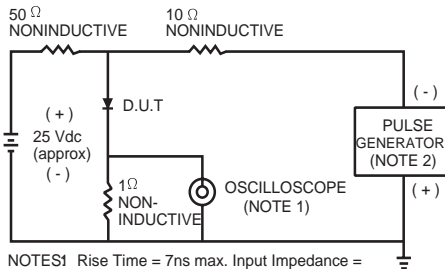 50 Ω
NONINDUCTIVE
10 Ω
NONINDUCTIVE
( + )
25 Vdc
(approx)
( - )
D.U.T
1Ω
NON-
INDUCTIVE
OSCILLOSCOPE
(NOTE 1)
( - )
PULSE
GENERATOR
(NOTE 2)
( + )
NOTES1 Rise Time = 7ns max. Input Impedance =